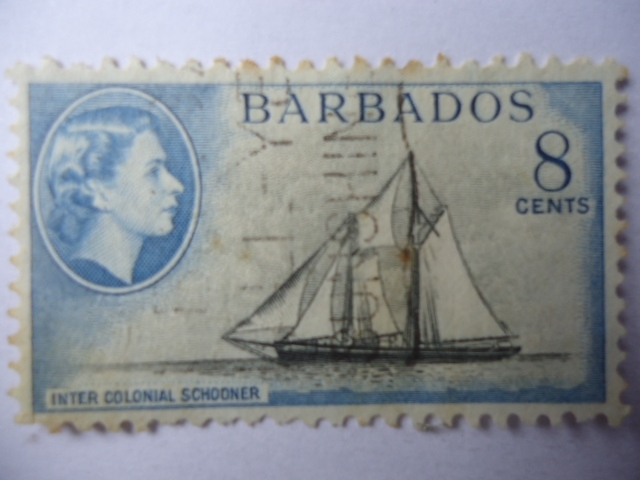 BARBADOS
8
CENTS
INTER COLONIAL SCHOONER